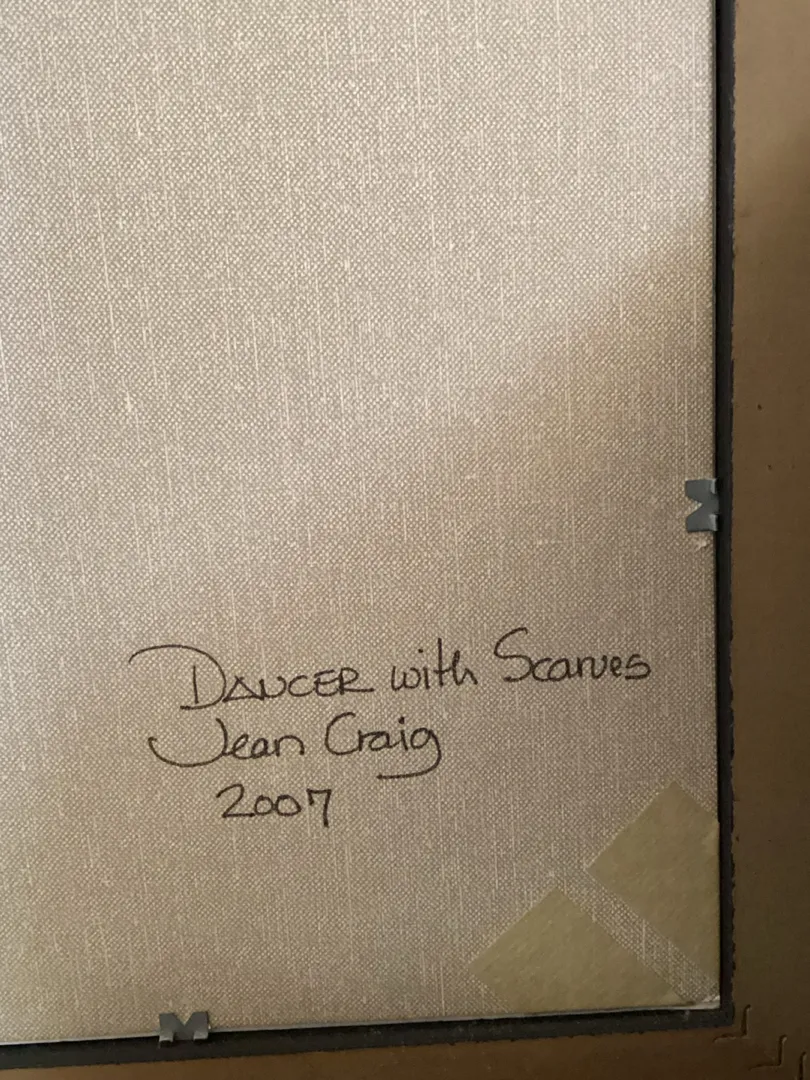 DANCER with Scarves
Jean Craig
2007